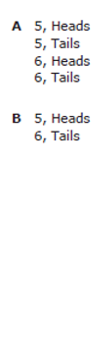 A 5, Heads
5, Tails
6, Heads
6, Tails
B 5, Heads
6, Tails